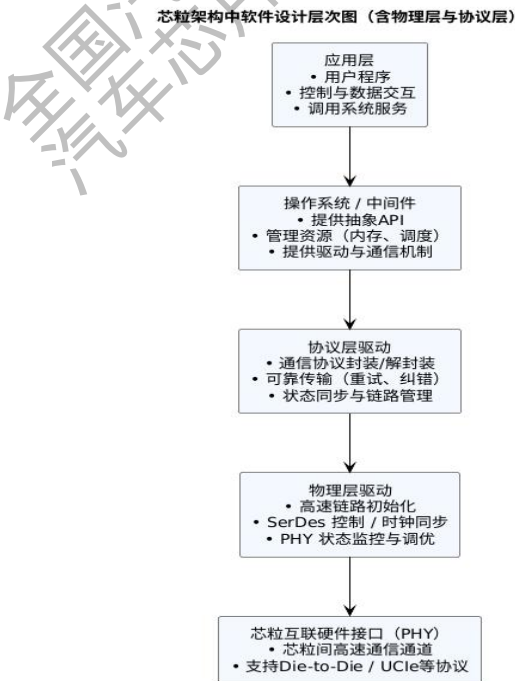 芯粒架构中软件设计层次图（含物理层与协议层）
应用层
• 用户程序
• 控制与数据交互
• 调用系统服务
操作系统 / 中间件
• 提供抽象API
• 管理资源（内存、调度）
• 提供驱动与通信机制
协议层驱动
• 通信协议封装/解封装
• 可靠传输（重试、纠错）
• 状态同步与链路管理
物理层驱动
• 高速链路初始化
• SerDes 控制 / 时钟同步
• PHY 状态监控与调优
芯粒互联硬件接口（PHY）
• 芯粒间高速通信通道
• 支持Die-to-Die / UCIe等协议
全国汽
汽车芯片